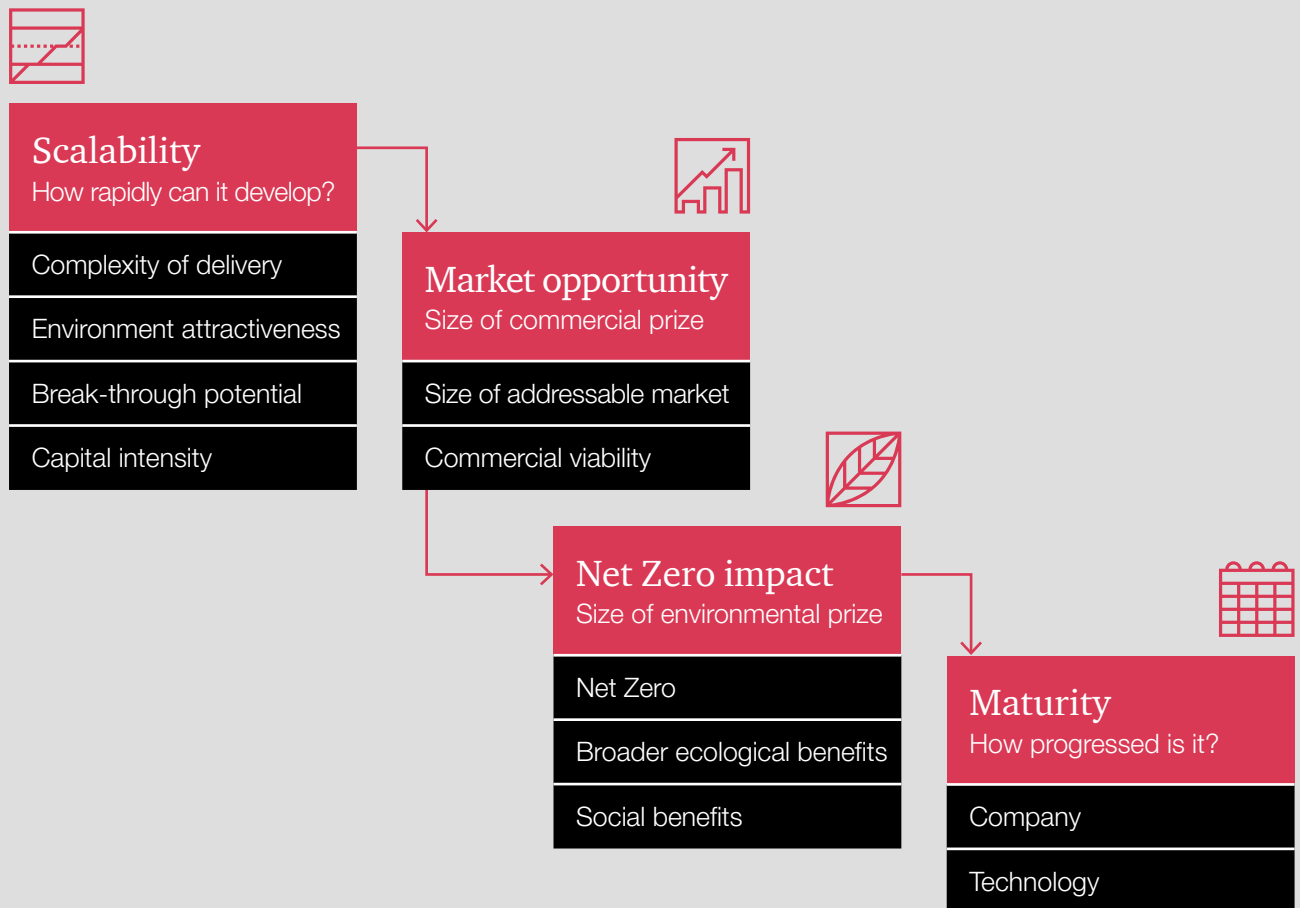 Scalability
How rapidly can it develop?
Complexity of delivery
Environment attractiveness
Break-through potential
Capital intensity
Market opportunity
Size of commercial prize
Size of addressable market
Commercial viability
Net Zero impact
Size of environmental prize
Net Zero
Broader ecological benefits
Social benefits
Maturity
How progressed is it?
Company
Technology